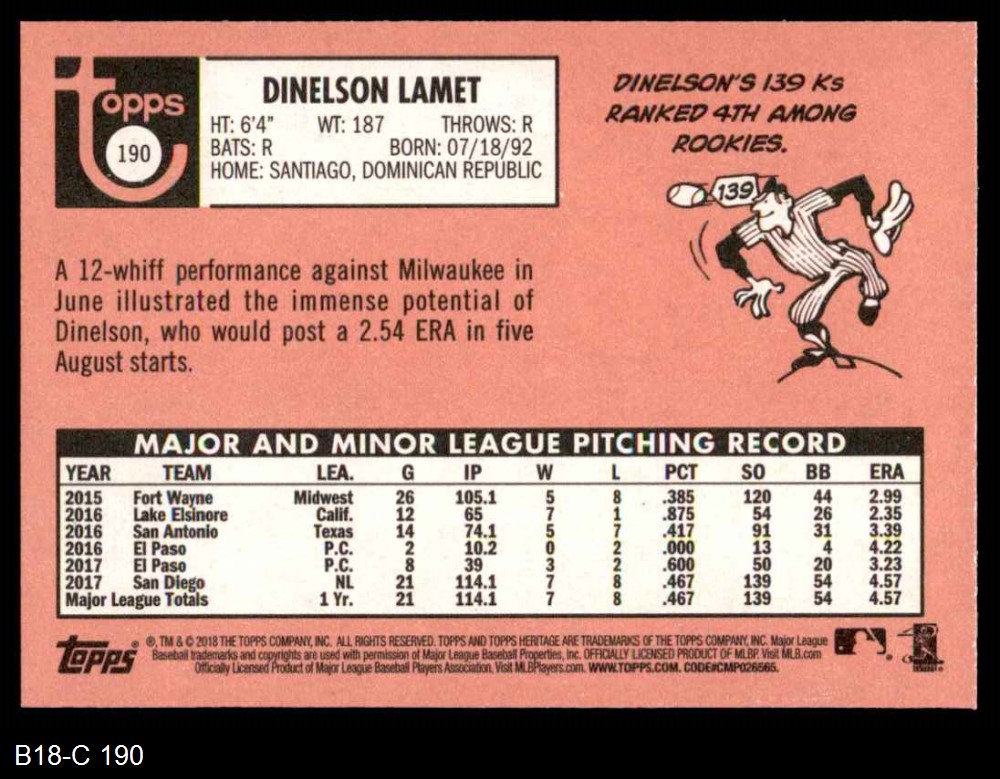 topps
190
DINELSON LAMET
HT: 6'4" WT: 187 THROWS: R
BATS: R BORN: 07/18/92
HOME: SANTIAGO, DOMINICAN REPUBLIC
DINELSON'S 139 Ks
RANKED 4TH AMONG
ROOKIES.
139
A 12-whiff performance against Milwaukee in
June illustrated the immense potential of
Dinelson, who would post a 2.54 ERA in five
August starts.
MAJOR AND MINOR LEAGUE PITCHING RECORD
YEAR TEAM LEA. G IP W L PCT SO BB ERA
2015 Fort Wayne Midwest 26 105.1 5 8 .385 120 44 2.99
2016 Lake Elsinore Calif. 12 65 7 1 .875 54 26 2.35
2016 San Antonio Texas 14 74.1 5 7 .417 91 31 3.39
2016 El Paso P.C. 2 10.2 0 2 .000 13 4 4.22
2017 El Paso P.C. 8 39 3 2 .600 50 20 3.23
2017 San Diego NL 21 114.1 7 8 .467 139 54 4.57
Major League Totals 1 Yr. 21 114.1 7 8 .467 139 54 4.57
topps®
®, TM & © 2018 THE TOPPS COMPANY, INC. ALL RIGHTS RESERVED. TOPPS AND TOPPS HERITAGE ARE TRADEMARKS OF THE TOPPS COMPANY, INC. Major League
Baseball trademarks and copyrights are used with permission of Major League Baseball Properties, Inc. OFFICIALLY LICENSED PRODUCT OF MLBP. Visit MLB.com
Officially Licensed Product of Major League Baseball Players Association. Visit MLBPlayers.com. WWW.TOPPS.COM. CODE#CMP026565.
B18-C 190